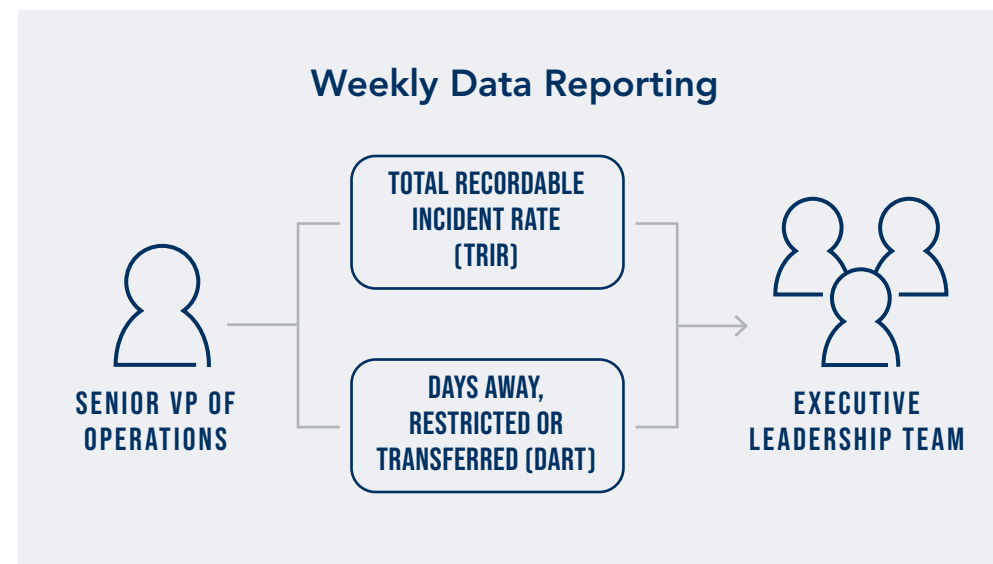 Weekly Data Reporting
TOTAL RECORDABLE
INCIDENT RATE
(TRIR)
DAYS AWAY,
RESTRICTED OR
TRANSFERRED (DART)
SENIOR VP OF
OPERATIONS
EXECUTIVE
LEADERSHIP TEAM